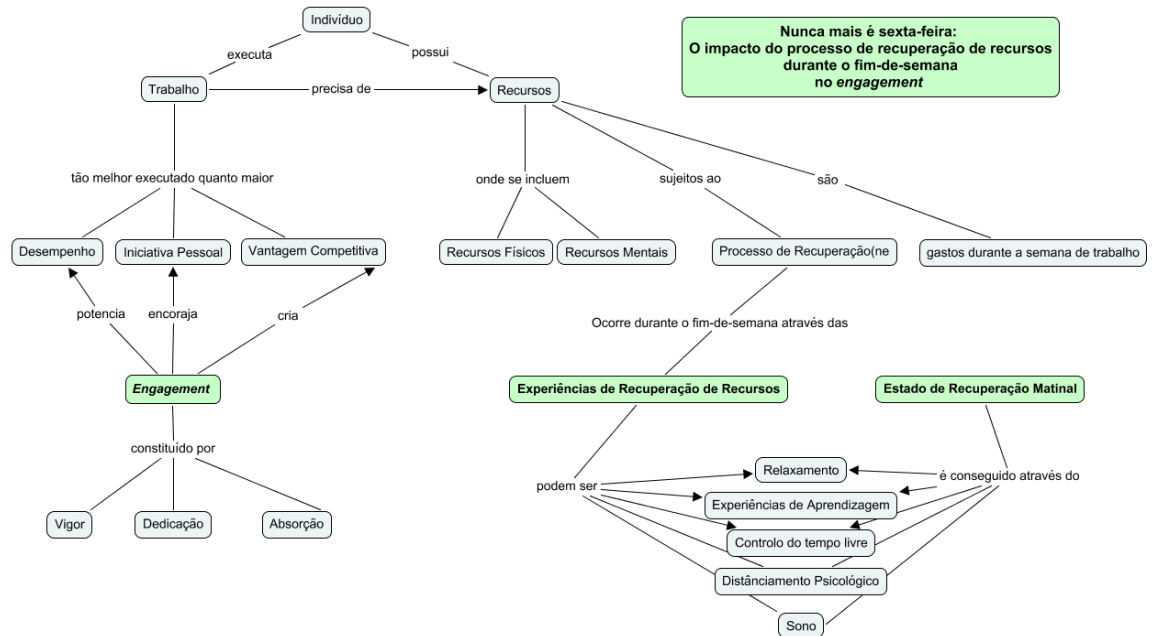 Indivíduo
Nunca mais é sexta-feira:
O impacto do processo de recuperação de recursos
durante o fim-de-semana
no engagement
executa
possui
Trabalho
precisa de
Recursos
tão melhor executado quanto maior
onde se incluem
sujeitos ao
são
Desempenho
Iniciativa Pessoal
Vantagem Competitiva
Recursos Físicos
Recursos Mentais
Processo de Recuperação(ne
gastos durante a semana de trabalho
potencia
encoraja
cria
Ocorre durante o fim-de-semana através das
Engagement
Experiências de Recuperação de Recursos
Estado de Recuperação Matinal
constituído por
Relaxamento
podem ser
é conseguido através do
Experiências de Aprendizagem
Vigor
Dedicação
Absorção
Controlo do tempo livre
Distânciamento Psicológico
Sono